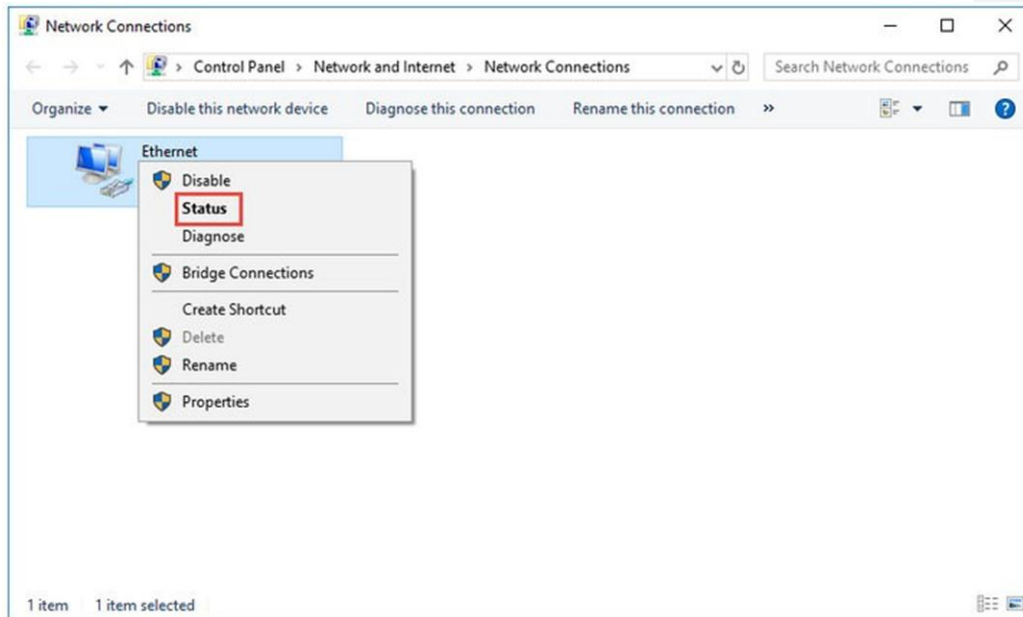 Network Connections
Control Panel > Network and Internet > Network Connections
Search Network Connections
Organize Disable this network device Diagnose this connection Rename this connection »
Ethernet
Disable
Status
Diagnose
Bridge Connections
Create Shortcut
Delete
Rename
Properties
1 item 1 item selected